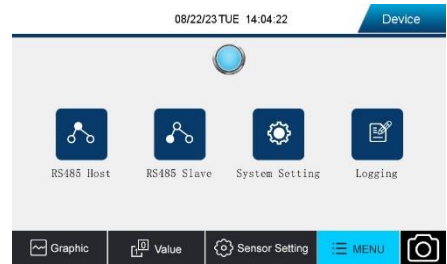 08/22/23 TUE 14:04:22
Device
RS485 Host
RS485 Slave
System Setting
Logging
Graphic
Value
Sensor Setting
MENU